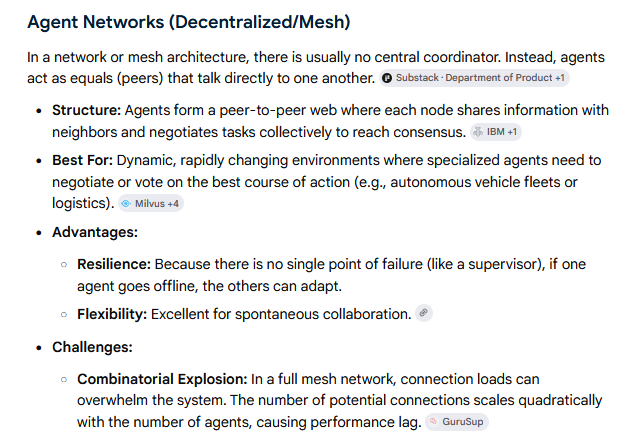 Agent Networks (Decentralized/Mesh)
In a network or mesh architecture, there is usually no central coordinator. Instead, agents
act as equals (peers) that talk directly to one another. Substack · Department of Product +1
• Structure: Agents form a peer-to-peer web where each node shares information with
neighbors and negotiates tasks collectively to reach consensus. IBM +1
• Best For: Dynamic, rapidly changing environments where specialized agents need to
negotiate or vote on the best course of action (e.g., autonomous vehicle fleets or
logistics). Milvus +4
• Advantages:
○ Resilience: Because there is no single point of failure (like a supervisor), if one
agent goes offline, the others can adapt.
○ Flexibility: Excellent for spontaneous collaboration.
• Challenges:
○ Combinatorial Explosion: In a full mesh network, connection loads can
overwhelm the system. The number of potential connections scales quadratically
with the number of agents, causing performance lag. GuruSup